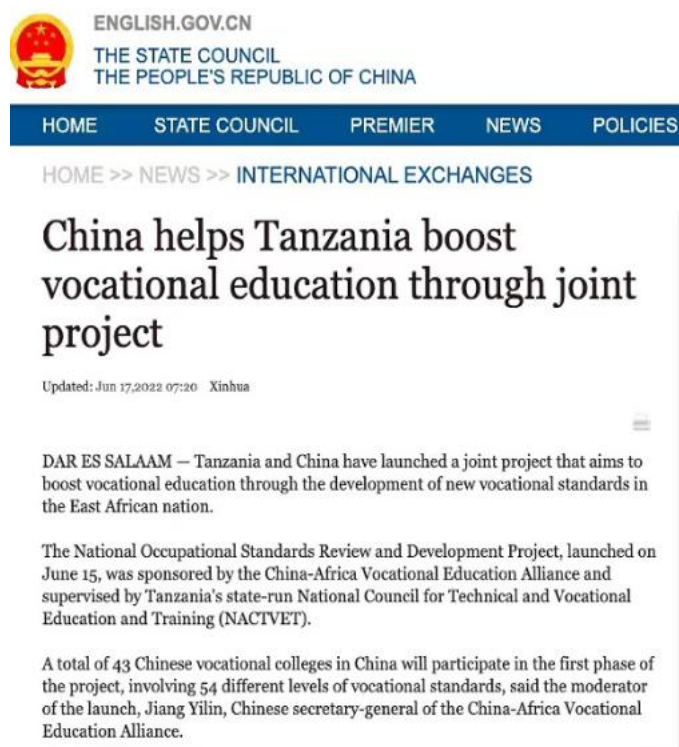 ENGLISH.GOV.CN
THE STATE COUNCIL
THE PEOPLE'S REPUBLIC OF CHINA
HOME STATE COUNCIL PREMIER NEWS POLICIES
HOME >> NEWS >> INTERNATIONAL EXCHANGES
China helps Tanzania boost
vocational education through joint
project
Updated: Jun 17,2022 07:20 Xinhua
DAR ES SALAAM — Tanzania and China have launched a joint project that aims to
boost vocational education through the development of new vocational standards in
the East African nation.
The National Occupational Standards Review and Development Project, launched on
June 15, was sponsored by the China-Africa Vocational Education Alliance and
supervised by Tanzania's state-run National Council for Technical and Vocational
Education and Training (NACTVET).
A total of 43 Chinese vocational colleges in China will participate in the first phase of
the project, involving 54 different levels of vocational standards, said the moderator
of the launch, Jiang Yilin, Chinese secretary-general of the China-Africa Vocational
Education Alliance.